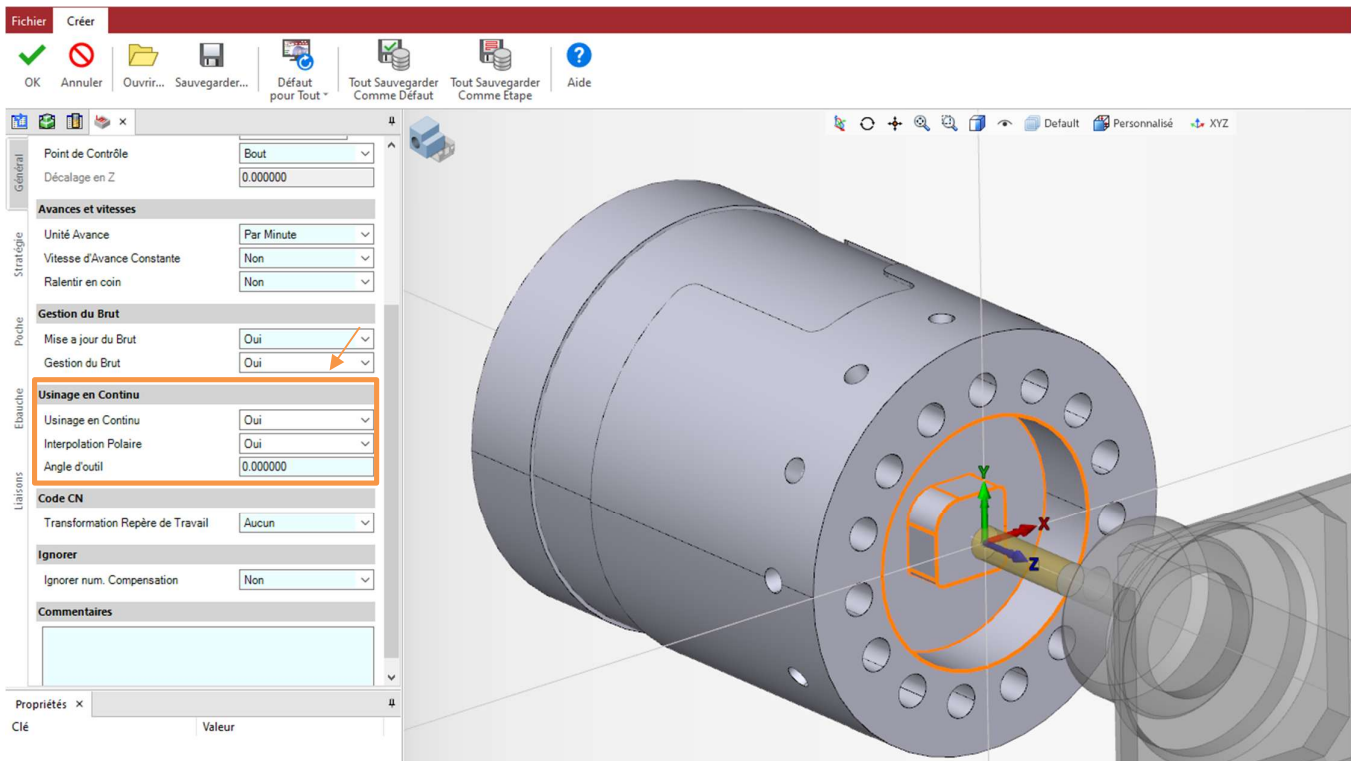 Fichier Créer
OK Annuler Ouvrir... Sauvegarder... Défaut pour Tout Tout Sauvegarder Comme Défaut Tout Sauvegarder Comme Etape Aide
Default Personnalisé XYZ
Général
Stratégie
Poche
Ebauche
Liaisons
Point de Contrôle Bout
Décalage en Z 0.000000
Avances et vitesses
Unité Avance Par Minute
Vitesse d'Avance Constante Non
Ralentir en coin Non
Gestion du Brut
Mise a jour du Brut Oui
Gestion du Brut Oui
Usinage en Continu
Usinage en Continu Oui
Interpolation Polaire Oui
Angle d'outil 0.000000
Code CN
Transformation Repère de Travail Aucun
Ignorer
Ignorer num. Compensation Non
Commentaires
Propriétés
Clé Valeur
Y
X
Z